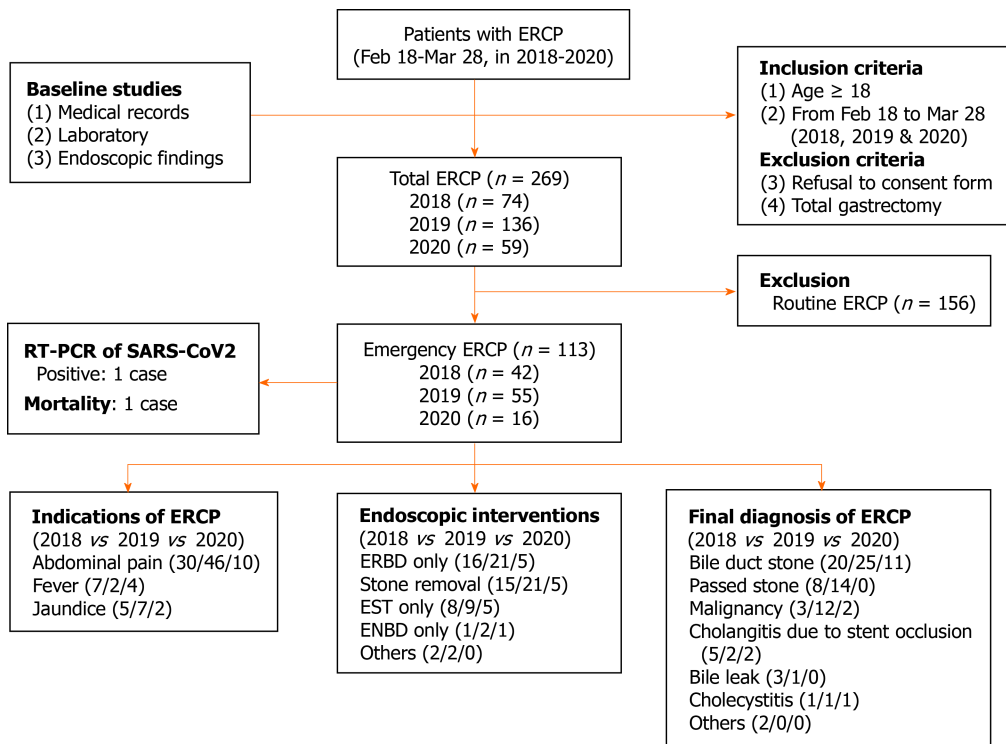 Patients with ERCP
(Feb 18-Mar 28, in 2018-2020)
Baseline studies
(1) Medical records
(2) Laboratory
(3) Endoscopic findings
Inclusion criteria
(1) Age ≥ 18
(2) From Feb 18 to Mar 28
(2018, 2019 & 2020)
Exclusion criteria
(3) Refusal to consent form
(4) Total gastrectomy
Total ERCP (n = 269)
2018 (n = 74)
2019 (n = 136)
2020 (n = 59)
Exclusion
Routine ERCP (n = 156)
RT-PCR of SARS-CoV2
Positive: 1 case
Mortality: 1 case
Emergency ERCP (n = 113)
2018 (n = 42)
2019 (n = 55)
2020 (n = 16)
Indications of ERCP
(2018 vs 2019 vs 2020)
Abdominal pain (30/46/10)
Fever (7/2/4)
Jaundice (5/7/2)
Endoscopic interventions
(2018 vs 2019 vs 2020)
ERBD only (16/21/5)
Stone removal (15/21/5)
EST only (8/9/5)
ENBD only (1/2/1)
Others (2/2/0)
Final diagnosis of ERCP
(2018 vs 2019 vs 2020)
Bile duct stone (20/25/11)
Passed stone (8/14/0)
Malignancy (3/12/2)
Cholangitis due to stent occlusion
(5/2/2)
Bile leak (3/1/0)
Cholecystitis (1/1/1)
Others (2/0/0)